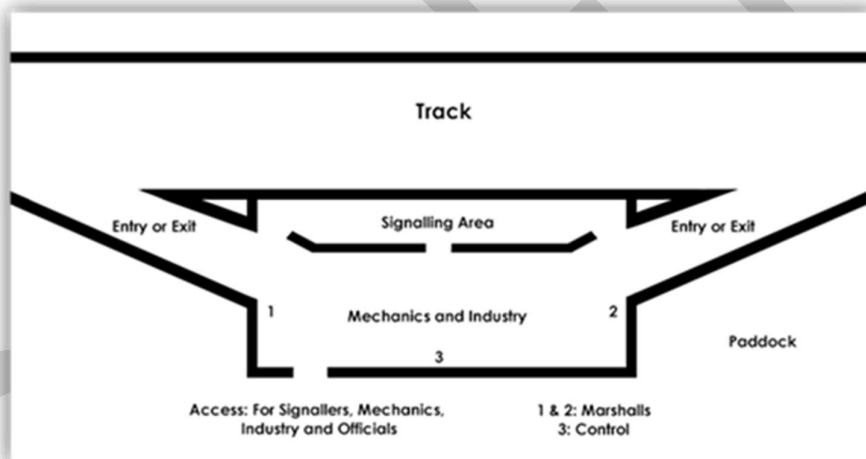 Track
Entry or Exit
Signalling Area
Entry or Exit
1
Mechanics and Industry
2
3
Paddock
Access: For Signallers, Mechanics,
Industry and Officials
1 & 2: Marshalls
3: Control